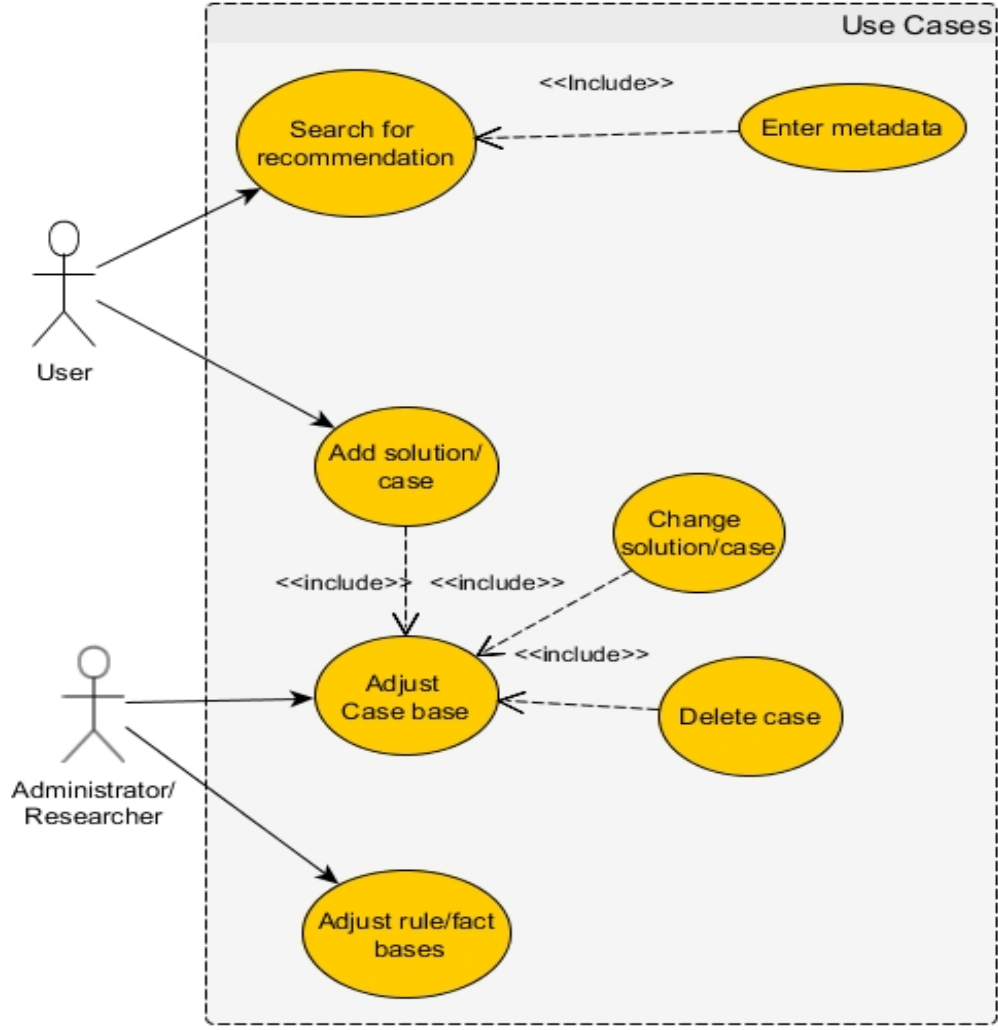 Use Cases
<<Include>>
Search for
recommendation
Enter metadata
User
Add solution/
case
Change
solution/case
<<include>>
<<include>>
<<include>>
Adjust
Case base
Delete case
Administrator/
Researcher
Adjust rule/fact
bases